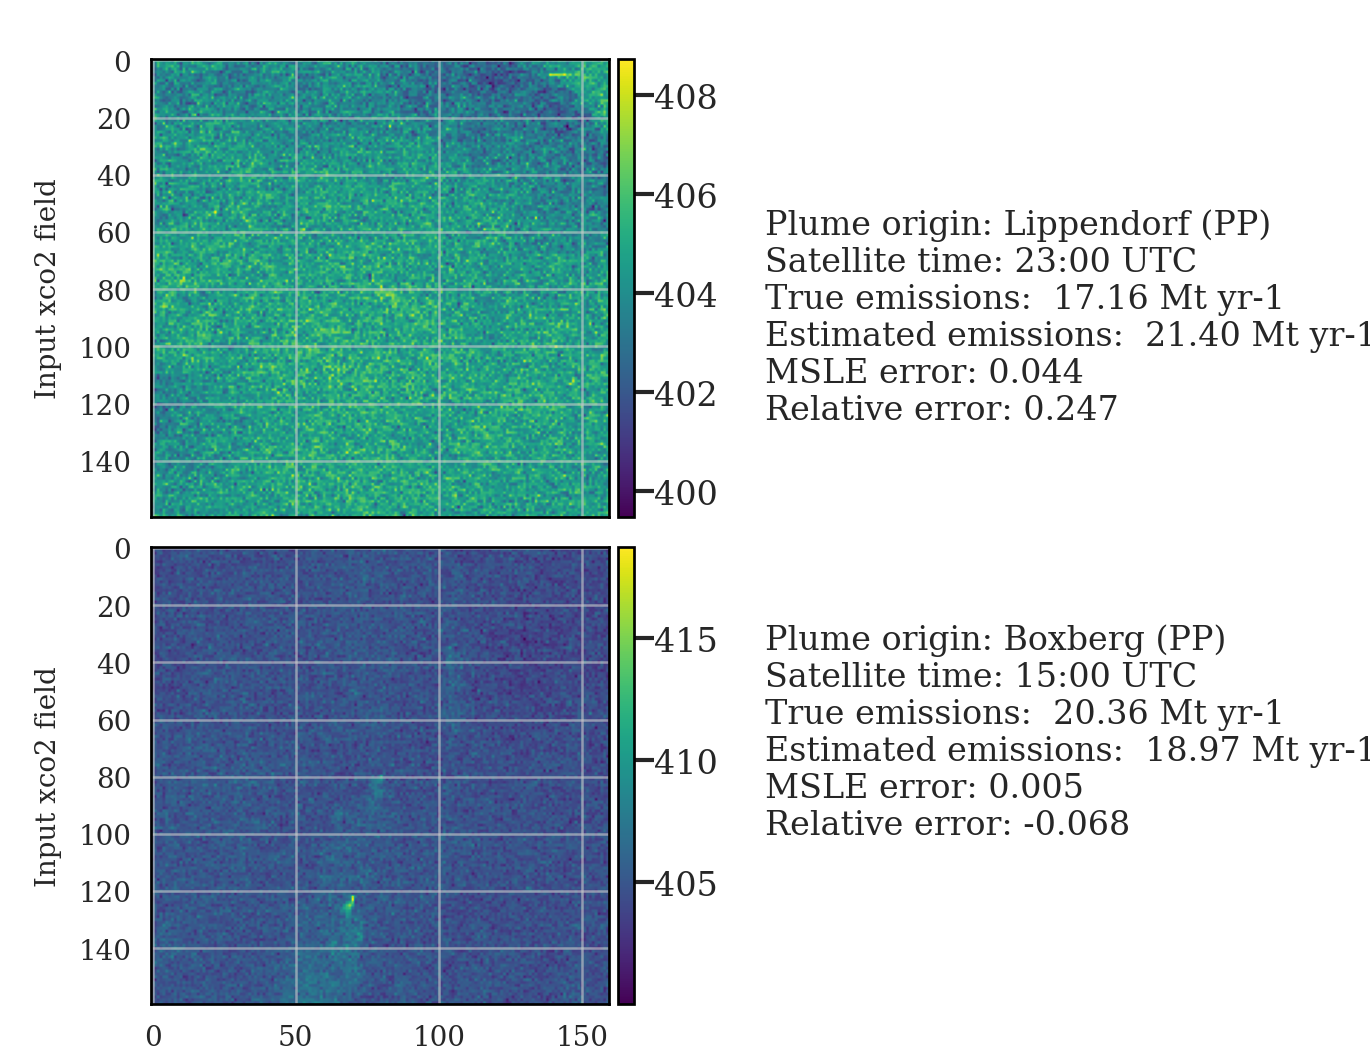 0
20
40
60
80
100
120
140
Input xco2 field
408
406
404
402
400
Plume origin: Lippendorf (PP)
Satellite time: 23:00 UTC
True emissions:  17.16 Mt yr-1
Estimated emissions:  21.40 Mt yr-1
MSLE error: 0.044
Relative error: 0.247
0
20
40
60
80
100
120
140
Input xco2 field
0 50 100 150
415
410
405
Plume origin: Boxberg (PP)
Satellite time: 15:00 UTC
True emissions:  20.36 Mt yr-1
Estimated emissions:  18.97 Mt yr-1
MSLE error: 0.005
Relative error: -0.068